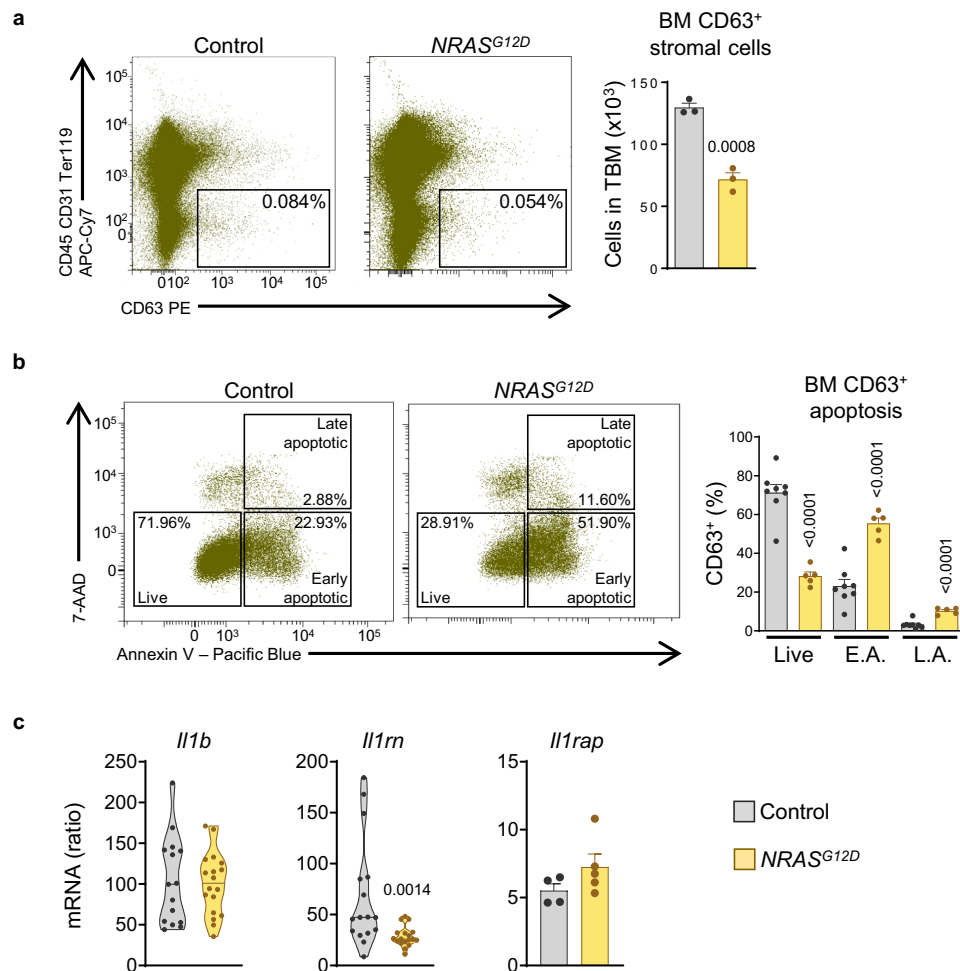 a
Control
NRASG12D
BM CD63+
stromal cells
CD45 CD31 Ter119
APC-Cy7
10⁵
10⁴
10³
10²
0
0.084%
0.054%
010² 10³ 10⁴ 10⁵
CD63 PE
Cells in TBM (x10³)
150
100
50
0
0.0008
b
Control
NRASG12D
BM CD63+
apoptosis
7-AAD
10⁵
10⁴
10³
0
Late
apoptotic
2.88%
71.96%
22.93%
Live
Early
apoptotic
Late
apoptotic
11.60%
28.91%
51.90%
Live
Early
apoptotic
0 10³ 10⁴ 10⁵
Annexin V – Pacific Blue
CD63+ (%)
100
80
60
40
20
0
<0.0001
<0.0001
<0.0001
Live E.A. L.A.
c
Il1b
Il1rn
Il1rap
mRNA (ratio)
250
200
150
100
50
0
200
150
100
50
0
0.0014
15
10
5
0
Control
NRASG12D